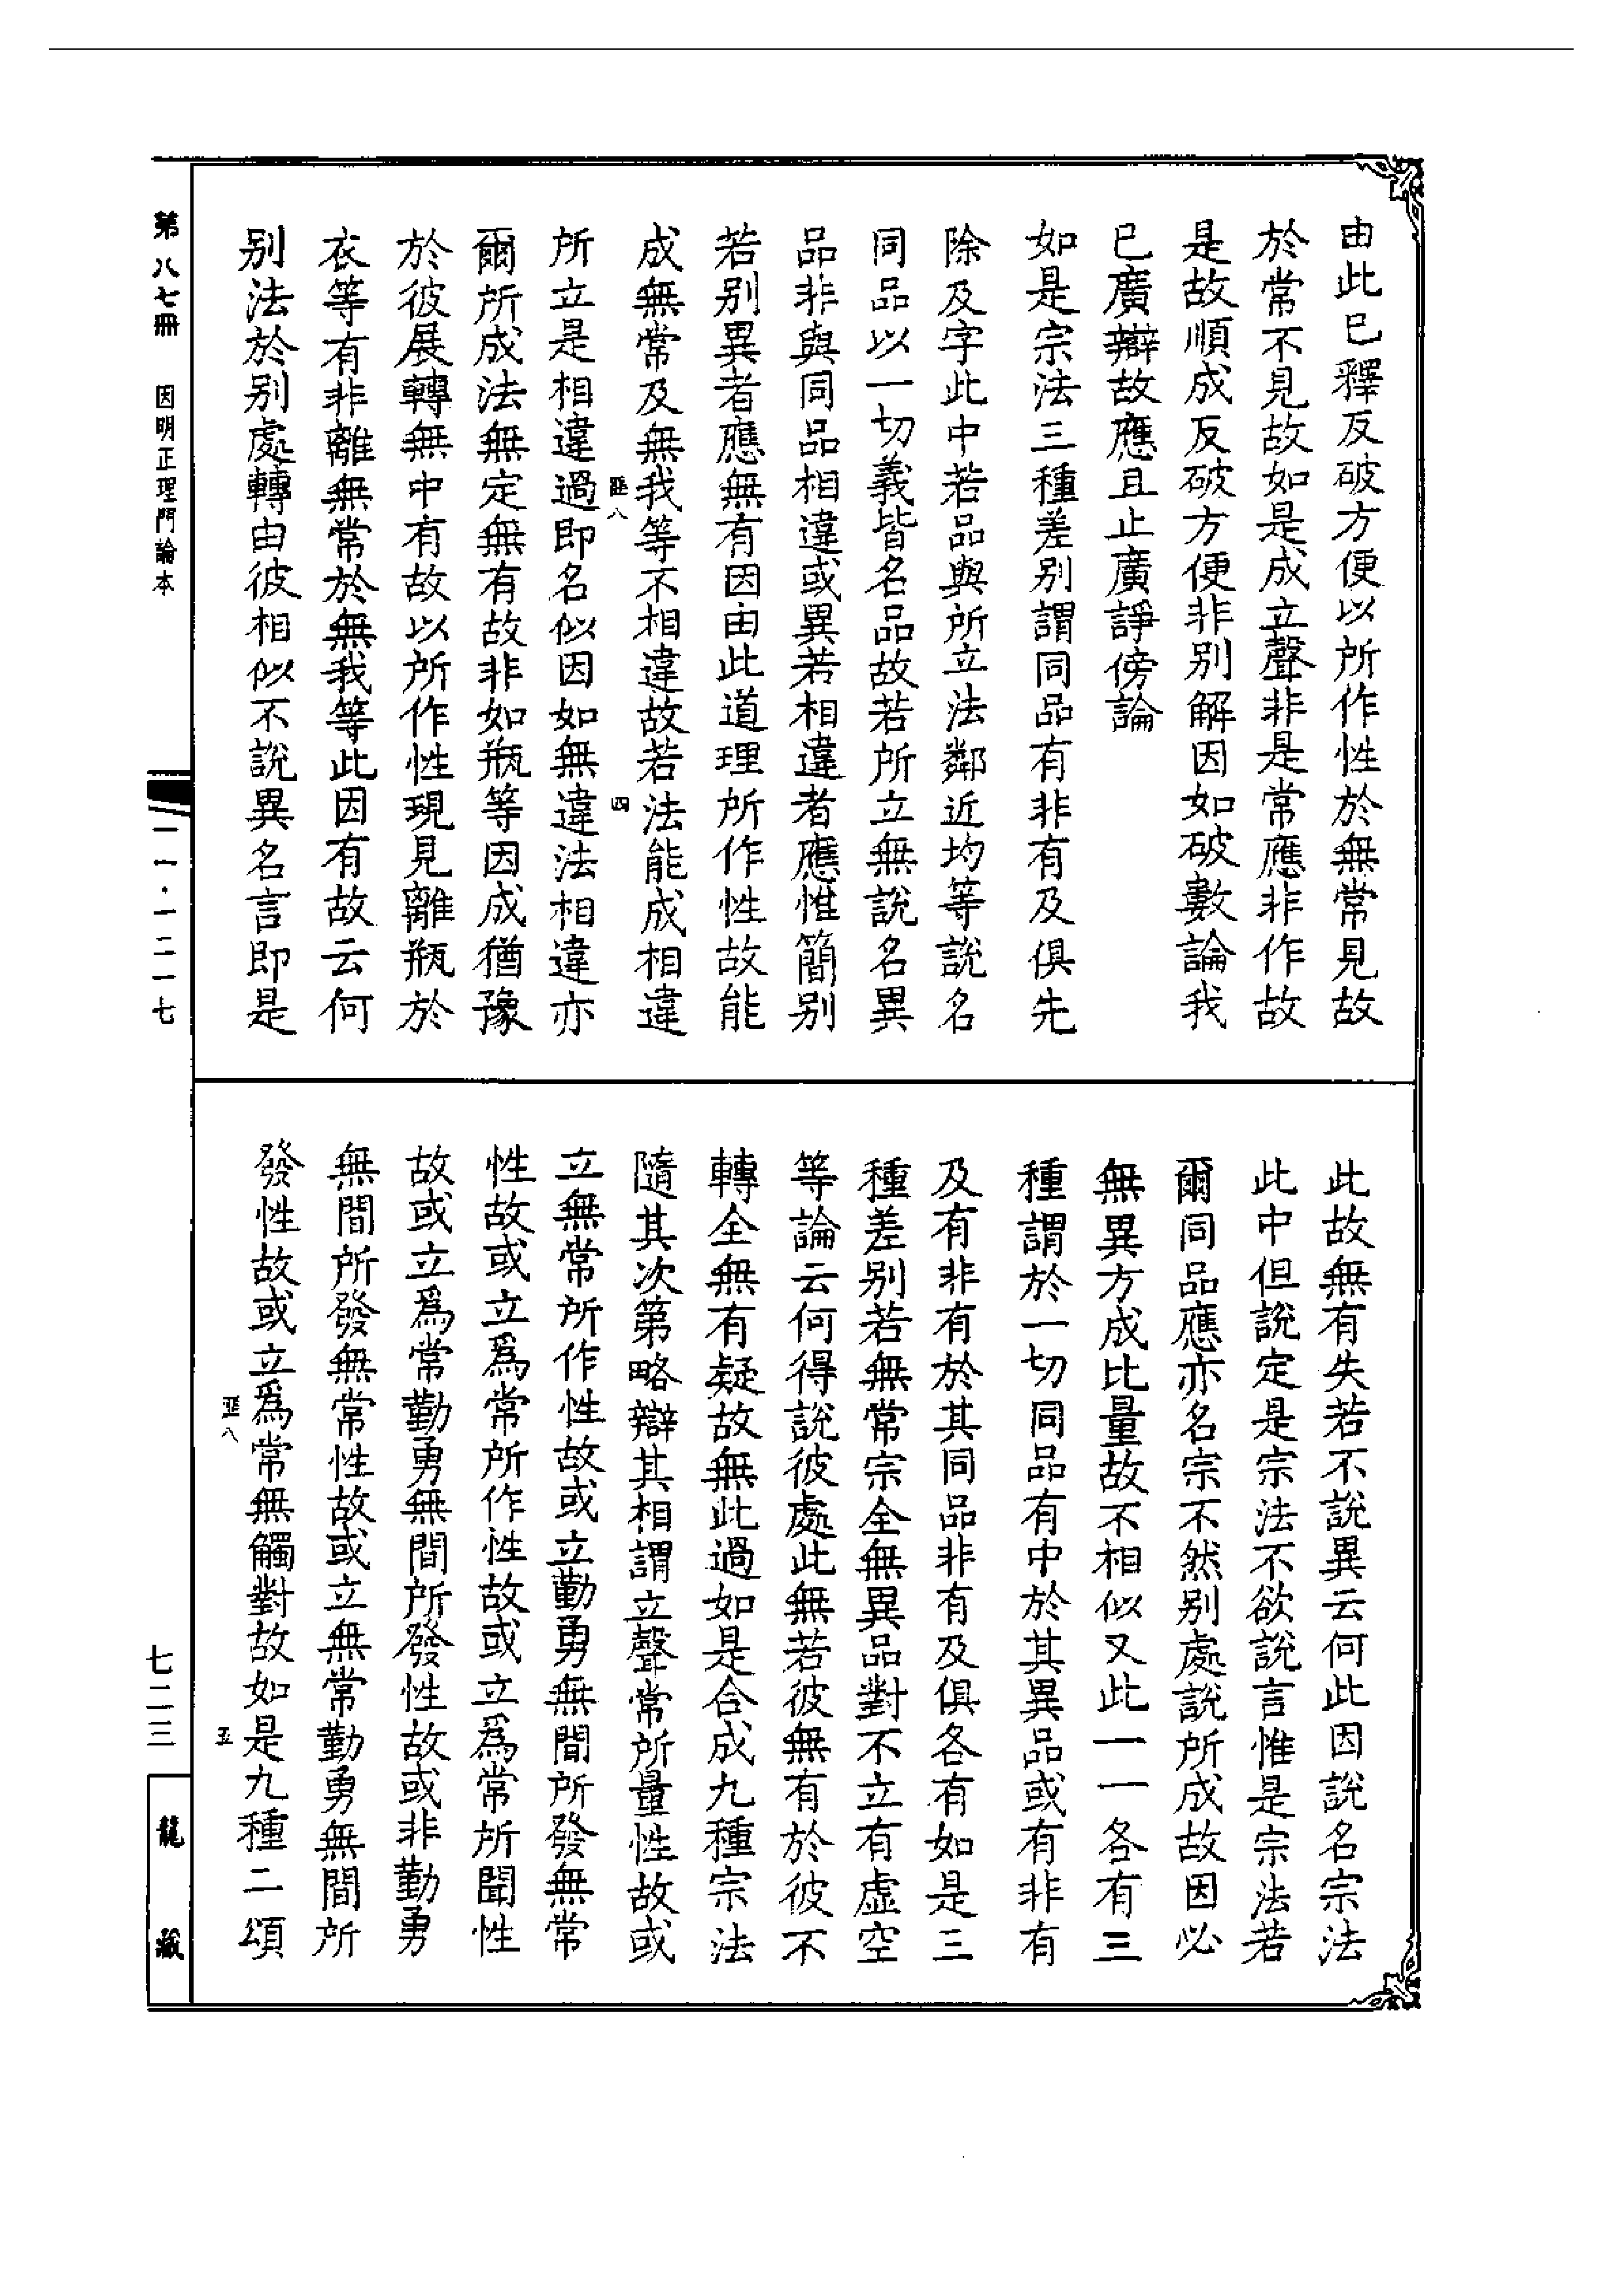 由此已釋反破方便以所作性於無常見故
於常不見故如是成立聲非是常應非作故
是故順成反破方便非別解因如破數論我
已廣辯故應且止廣諍傍論
如是宗法三種差別謂同品有非有及俱先
除及字此中若品與所立法鄰近均等說名
同品以一切義皆名品故若所立無說名異
品非與同品相違或異若相違者應惟簡別
若別異者應無有因由此道理所作性故能
成無常及無我等不相違故若法能成相違
匪八
四
所立是相違過即名似因如無違法相違亦
爾所成法無定無有故非如瓶等因成猶豫
於彼展轉無中有故以所作性現見離瓶於
衣等有非離無常於無我等此因有故云何
別法於別處轉由彼相似不說異名言即是
第八七冊
因明正理門論本
一一·一二一七
此故無有失若不說異云何此因說名宗法
此中但說定是宗法不欲說言惟是宗法若
爾同品應亦名宗不然別處說所成故因必
無異方成比量故不相似又此一一各有三
種謂於一切同品有中於其異品或有非有
及有非有於其同品非有及俱各有如是三
種差別若無常宗全無異品對不立有虛空
等論云何得說彼處此無若彼無有於彼不
轉全無有疑故無此過如是合成九種宗法
隨其次第略辯其相謂立聲常所量性故或
立無常所作性故或立勤勇無間所發無常
性故或立為常所作性故或立為常所聞性
故或立為常勤勇無間所發性故或非勤勇
無間所發無常性故或立無常勤勇無間所
發性故或立為常無觸對故如是九種二頌
匪八
五
七二三
龍藏